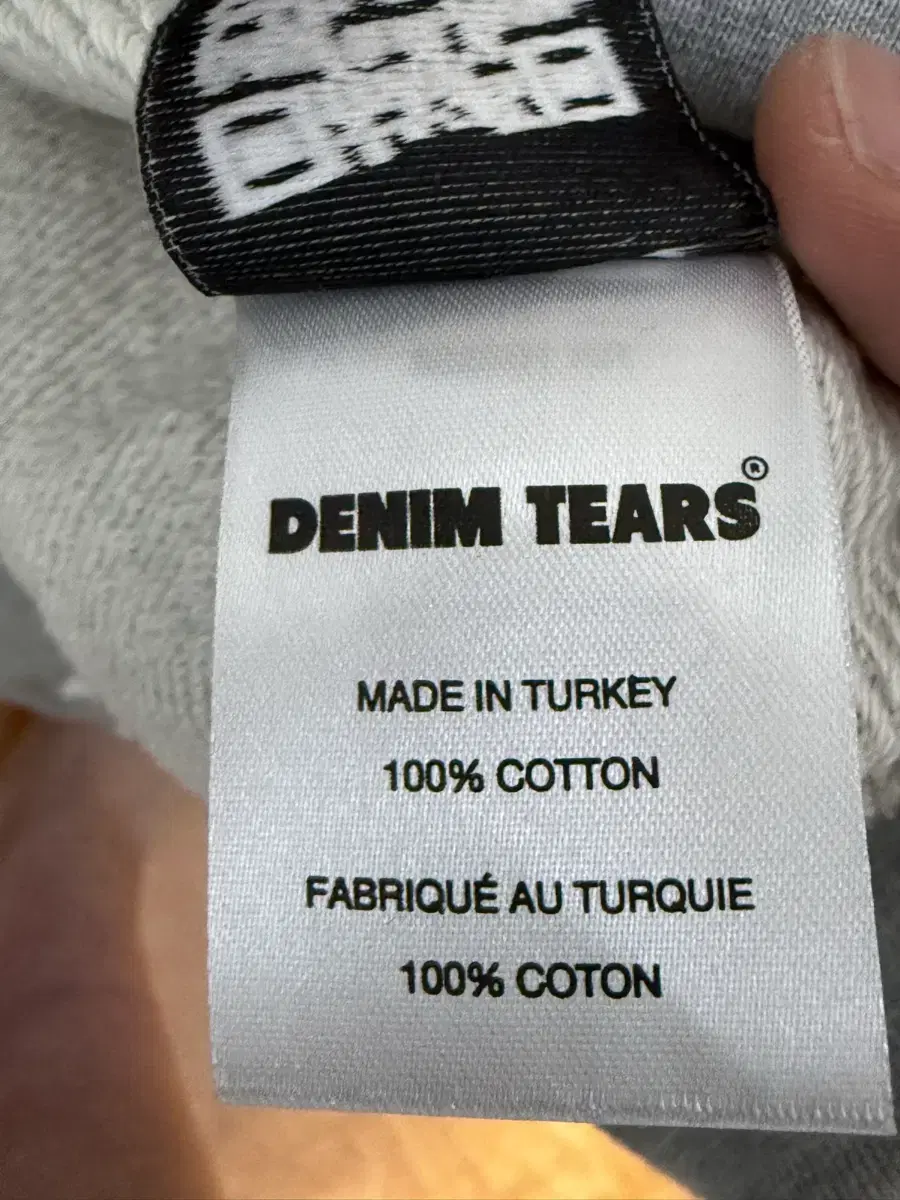 DENIM TEARS®
MADE IN TURKEY
100% COTTON
FABRIQUÉ AU TURQUIE
100% COTON